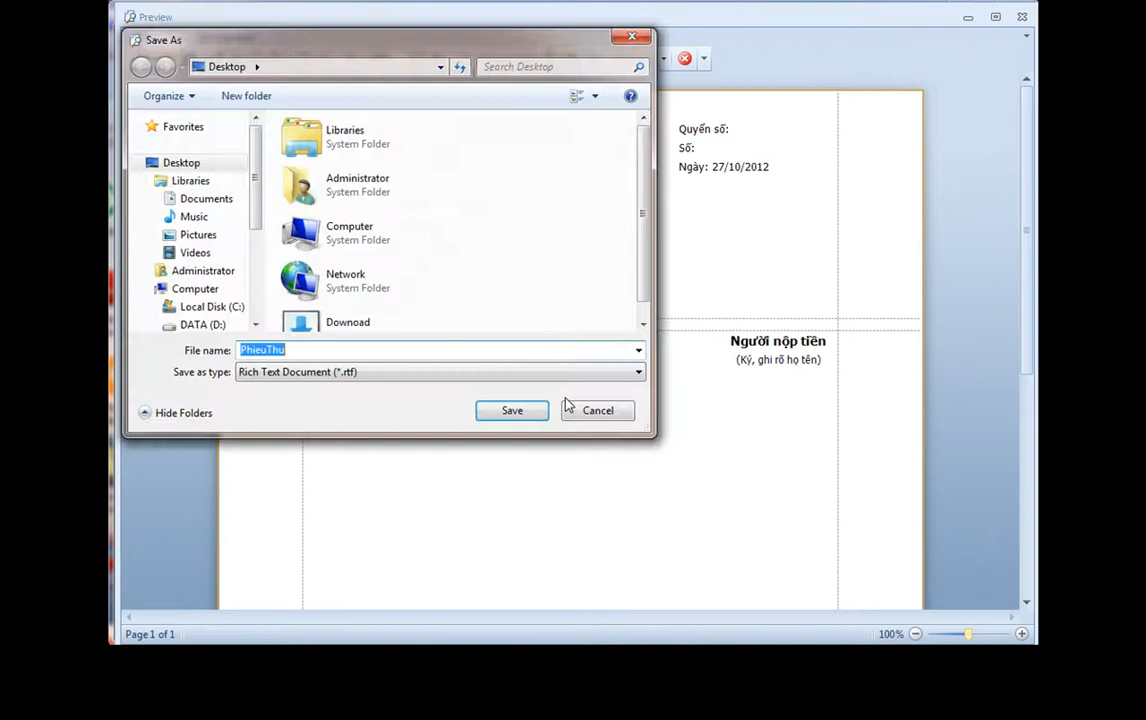 Preview
Save As
Desktop
Search Desktop
Organize
New folder
Favorites
Desktop
Libraries
Documents
Music
Pictures
Videos
Administrator
Computer
Local Disk (C:)
DATA (D:)
Libraries
System Folder
Administrator
System Folder
Computer
System Folder
Network
System Folder
Downoad
File name: PhieuThu
Save as type: Rich Text Document (*.rtf)
Hide Folders
Save
Cancel
Quyển số:
Số:
Ngày: 27/10/2012
Người nộp tiền
(Ký, ghi rõ họ tên)
Page 1 of 1
100%